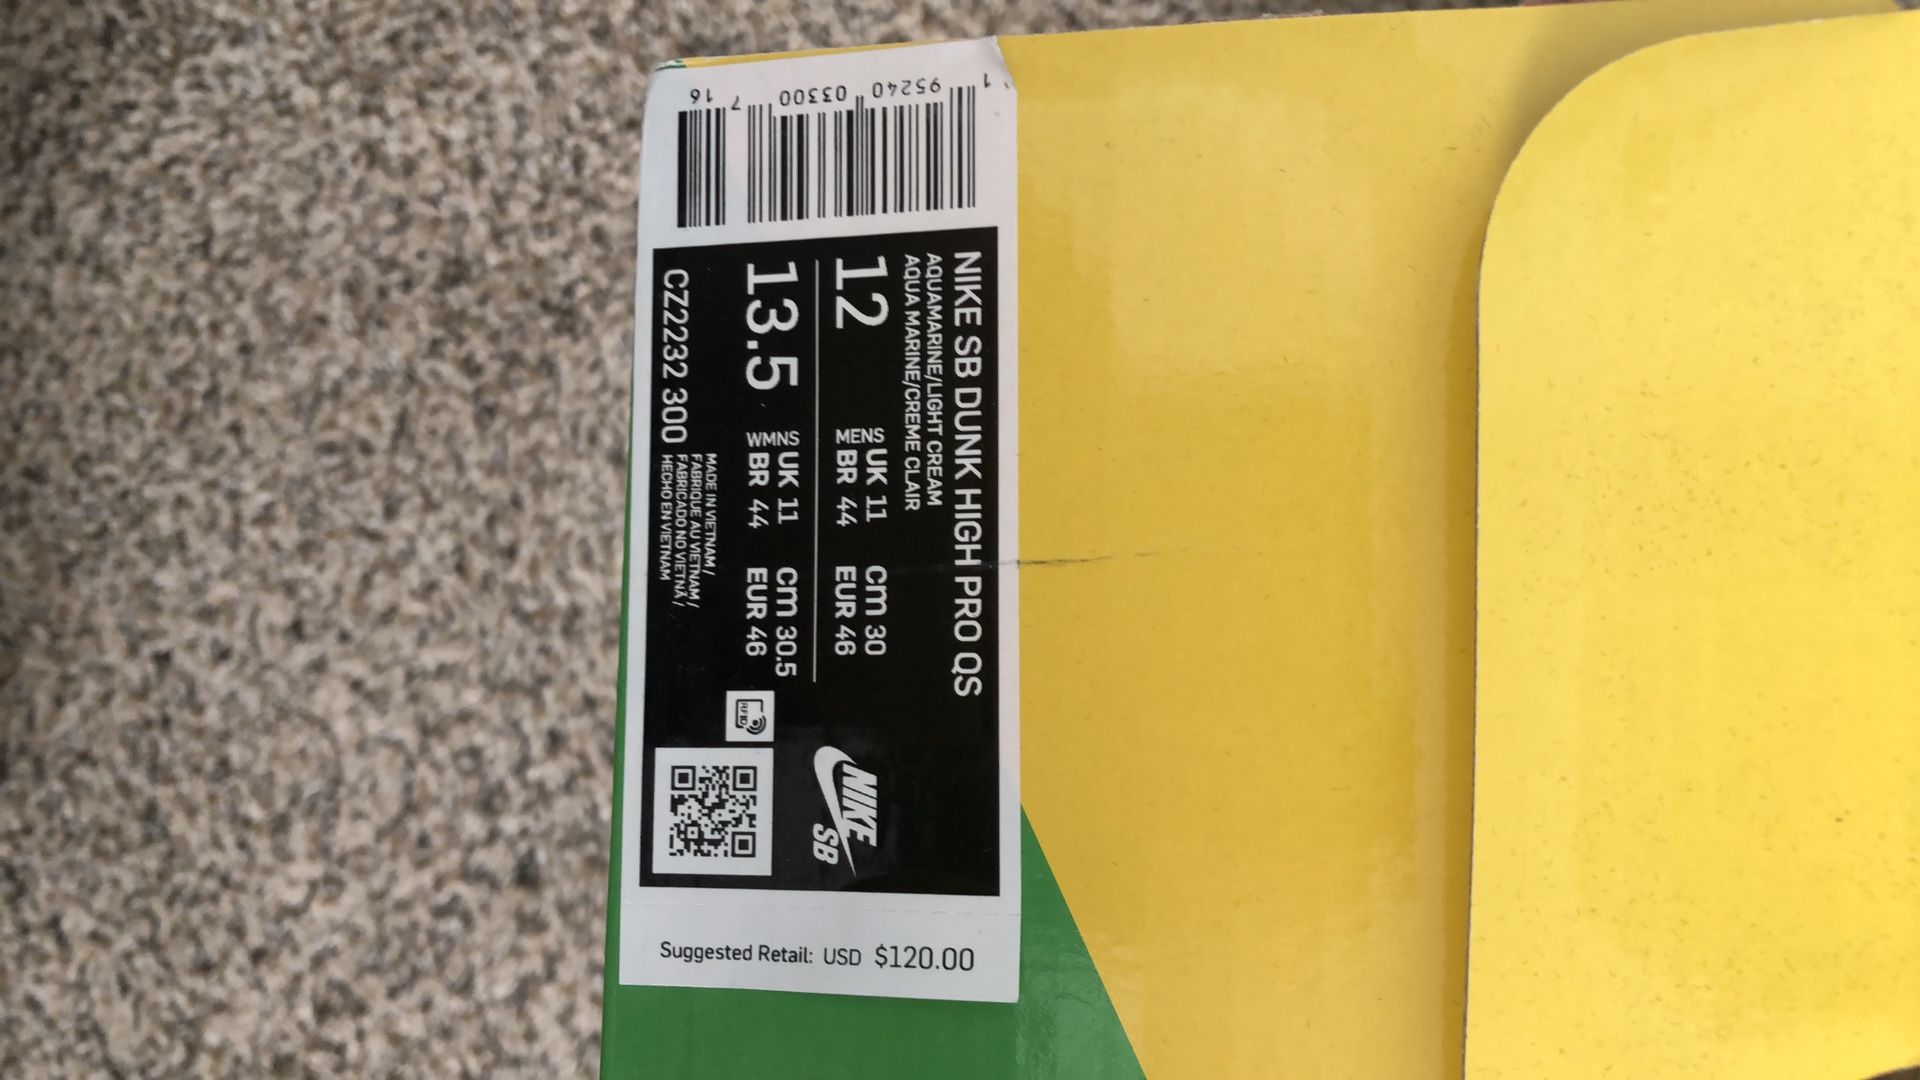 NIKE SB DUNK HIGH PRO QS
AQUAMARINE/LIGHT CREAM
AQUA MARINE/CREME CLAIR
12 MENS UK 11 cm 30
BR 44 EUR 46
13.5 WMNS UK 11 cm 30.5
BR 44 EUR 46
CZ2232 300
MADE IN VIETNAM /
FABRIQUE AU VIETNAM /
FABRICADO NO VIETNÃ /
HECHO EN VIETNAM
RFID
NIKE
SB
1 95240 03300 7 16
Suggested Retail: USD $120.00